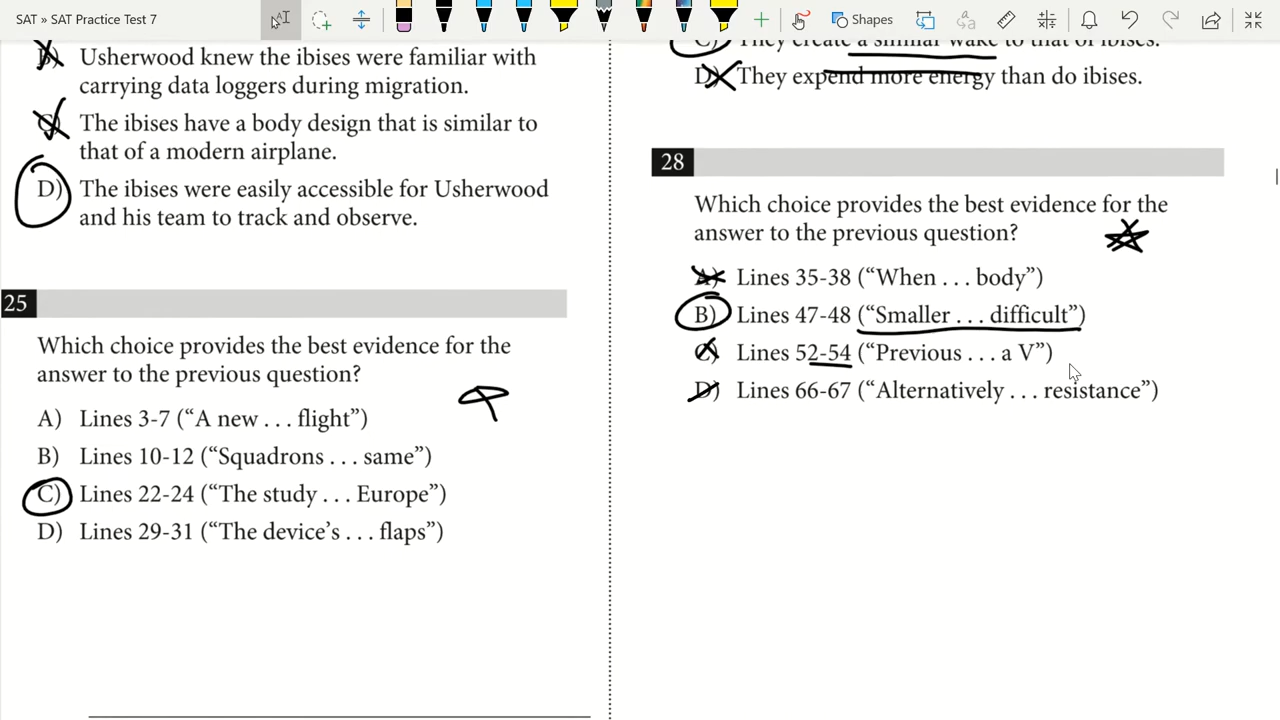 SAT » SAT Practice Test 7
Shapes
B) Usherwood knew the ibises were familiar with
carrying data loggers during migration.
C) The ibises have a body design that is similar to
that of a modern airplane.
D) The ibises were easily accessible for Usherwood
and his team to track and observe.
25
Which choice provides the best evidence for the
answer to the previous question?
A) Lines 3-7 (“A new . . . flight”)
B) Lines 10-12 (“Squadrons . . . same”)
C) Lines 22-24 (“The study . . . Europe”)
D) Lines 29-31 (“The device’s . . . flaps”)
C) They create a similar wake to that of ibises.
D) They expend more energy than do ibises.
28
Which choice provides the best evidence for the
answer to the previous question?
A) Lines 35-38 (“When . . . body”)
B) Lines 47-48 (“Smaller . . . difficult”)
C) Lines 52-54 (“Previous . . . a V”)
D) Lines 66-67 (“Alternatively . . . resistance”)